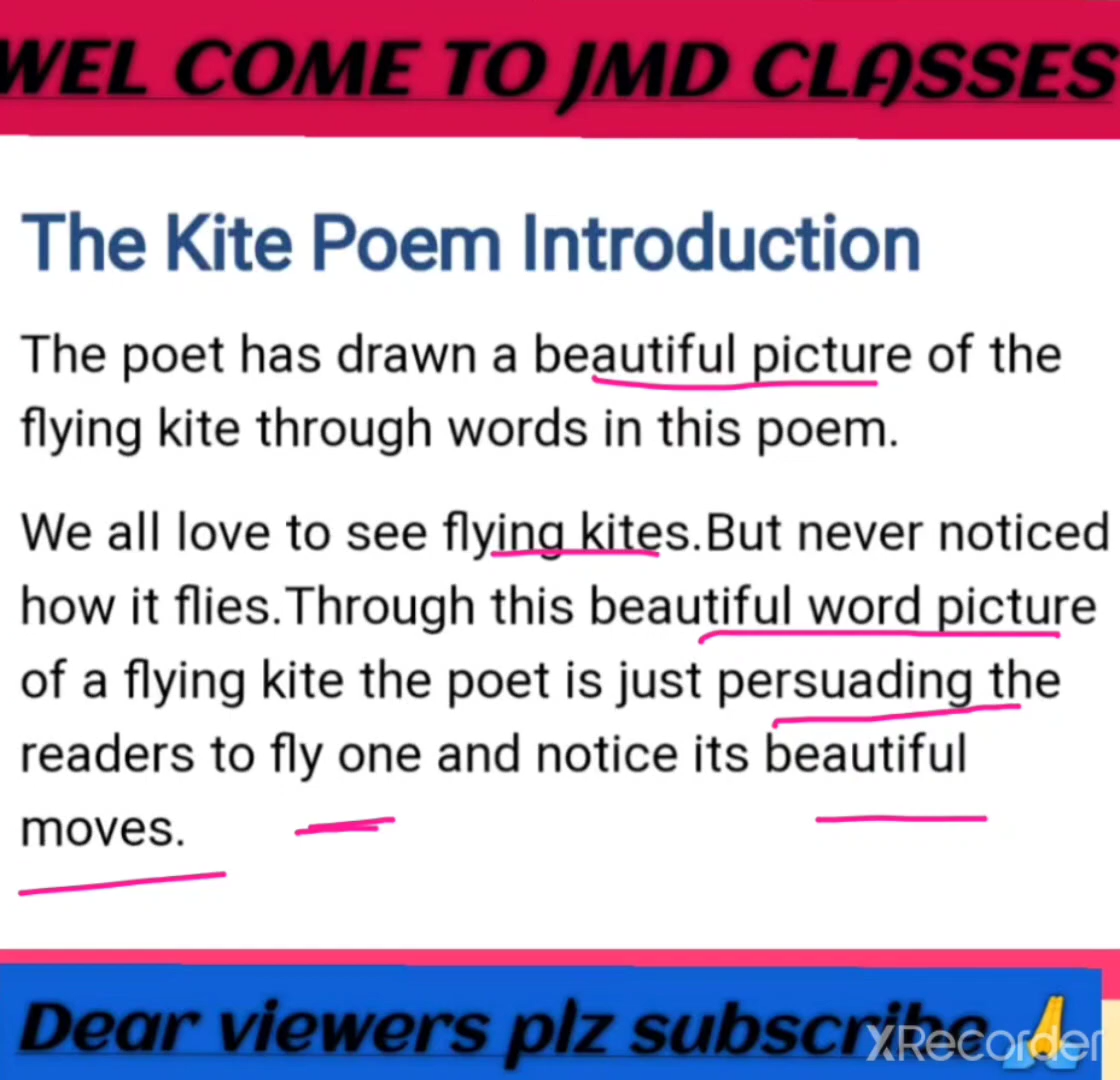 WEL COME TO JMD CLASSES
The Kite Poem Introduction
The poet has drawn a beautiful picture of the
flying kite through words in this poem.
We all love to see flying kites.But never noticed
how it flies.Through this beautiful word picture
of a flying kite the poet is just persuading the
readers to fly one and notice its beautiful
moves.
Dear viewers plz subscribe 🙏
XRecorder